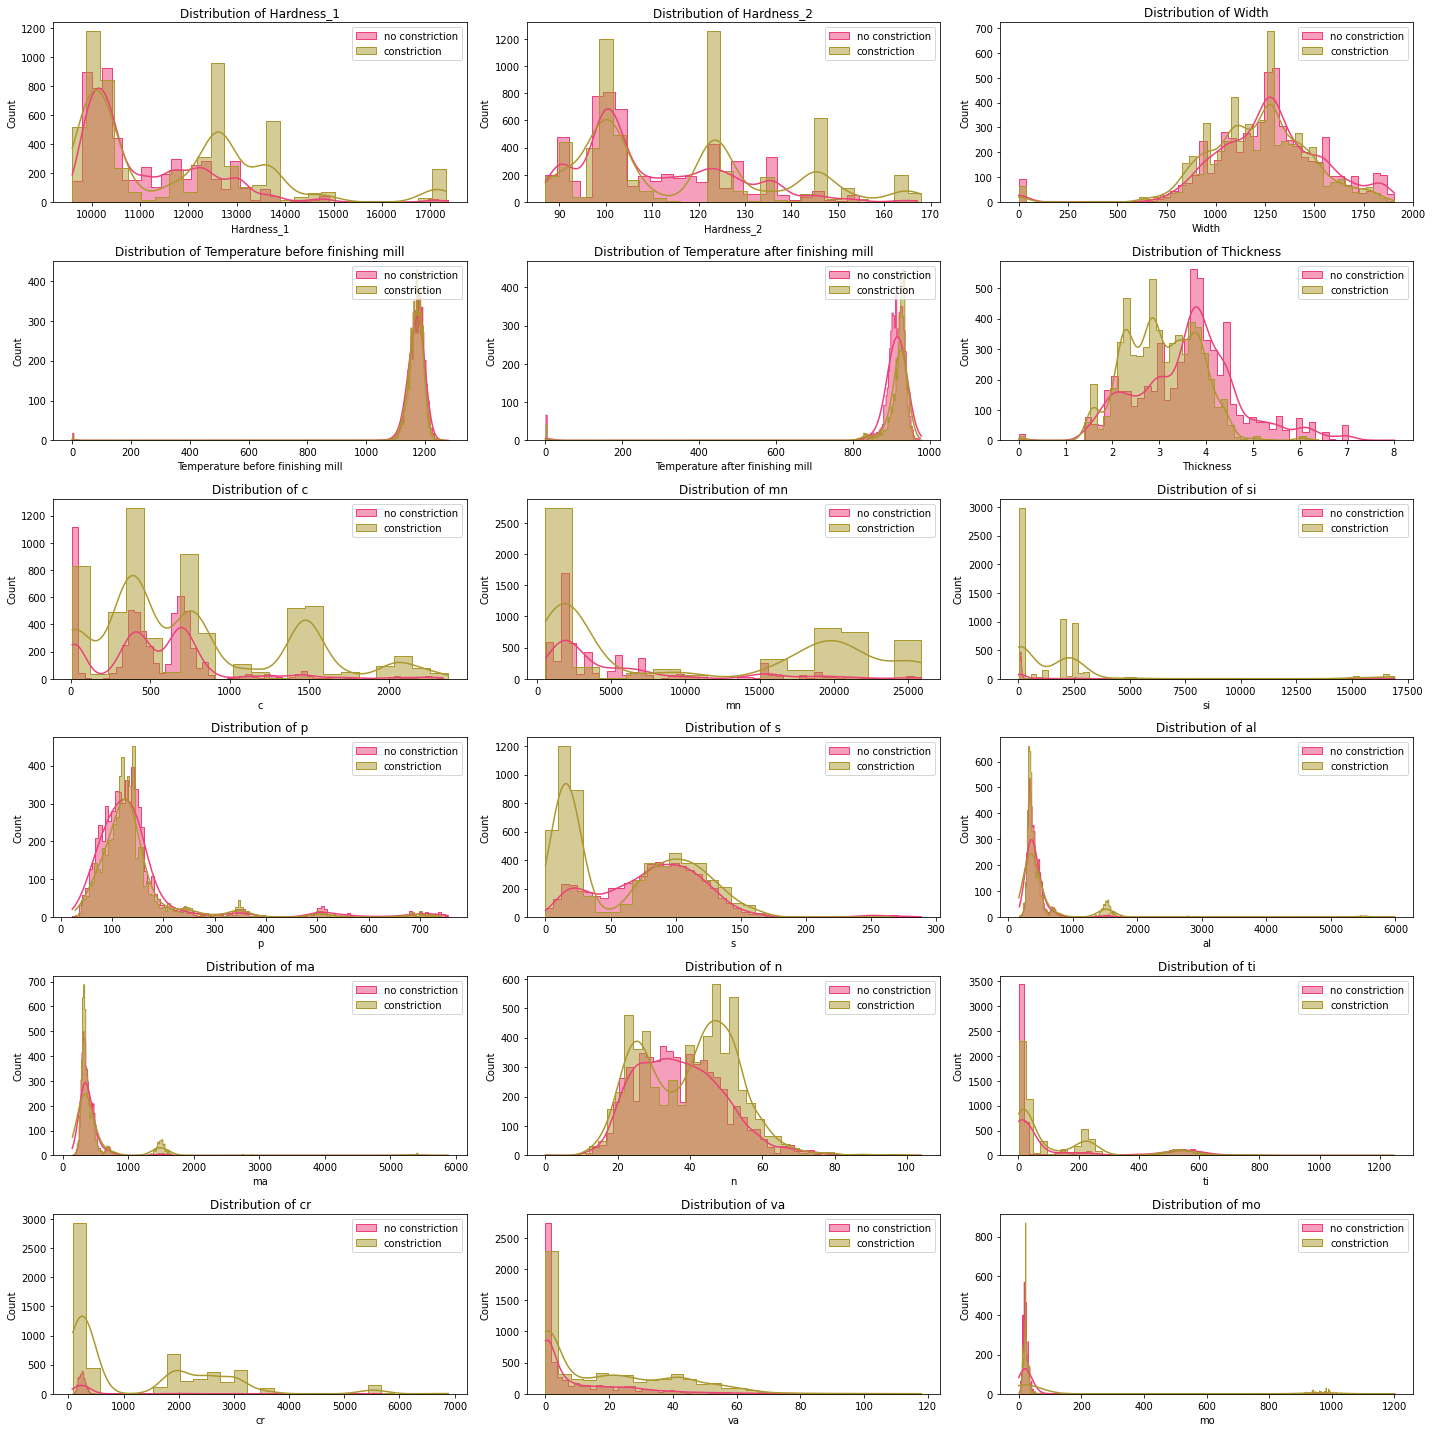 Distribution of Hardness_1
no constriction
constriction
Count
0
200
400
600
800
1000
1200
10000 11000 12000 13000 14000 15000 16000 17000
Hardness_1
Distribution of Hardness_2
no constriction
constriction
Count
0
200
400
600
800
1000
1200
90 100 110 120 130 140 150 160 170
Hardness_2
Distribution of Width
no constriction
constriction
Count
0
100
200
300
400
500
600
700
0 250 500 750 1000 1250 1500 1750 2000
Width
Distribution of Temperature before finishing mill
no constriction
constriction
Count
0
100
200
300
400
0 200 400 600 800 1000 1200
Temperature before finishing mill
Distribution of Temperature after finishing mill
no constriction
constriction
Count
0
100
200
300
400
0 200 400 600 800 1000
Temperature after finishing mill
Distribution of Thickness
no constriction
constriction
Count
0
100
200
300
400
500
0 1 2 3 4 5 6 7 8
Thickness
Distribution of c
no constriction
constriction
Count
0
200
400
600
800
1000
1200
0 500 1000 1500 2000
c
Distribution of mn
no constriction
constriction
Count
0
500
1000
1500
2000
2500
0 5000 10000 15000 20000 25000
mn
Distribution of si
no constriction
constriction
Count
0
500
1000
1500
2000
2500
3000
0 2500 5000 7500 10000 12500 15000 17500
si
Distribution of p
no constriction
constriction
Count
0
100
200
300
400
0 100 200 300 400 500 600 700
p
Distribution of s
no constriction
constriction
Count
0
200
400
600
800
1000
1200
0 50 100 150 200 250 300
s
Distribution of al
no constriction
constriction
Count
0
100
200
300
400
500
600
0 1000 2000 3000 4000 5000 6000
al
Distribution of ma
no constriction
constriction
Count
0
100
200
300
400
500
600
700
0 1000 2000 3000 4000 5000 6000
ma
Distribution of n
no constriction
constriction
Count
0
100
200
300
400
500
600
0 20 40 60 80 100
n
Distribution of ti
no constriction
constriction
Count
0
500
1000
1500
2000
2500
3000
3500
0 200 400 600 800 1000 1200
ti
Distribution of cr
no constriction
constriction
Count
0
500
1000
1500
2000
2500
3000
0 1000 2000 3000 4000 5000 6000 7000
cr
Distribution of va
no constriction
constriction
Count
0
500
1000
1500
2000
2500
0 20 40 60 80 100 120
va
Distribution of mo
no constriction
constriction
Count
0
200
400
600
800
0 200 400 600 800 1000 1200
mo